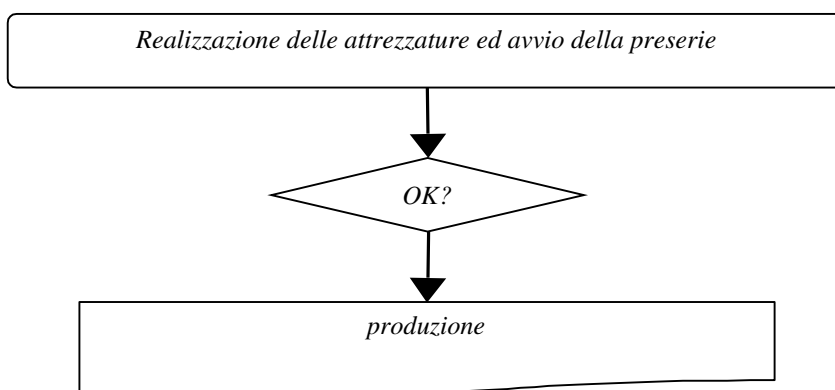 Realizzazione delle attrezzature ed avvio della preserie
OK?
produzione